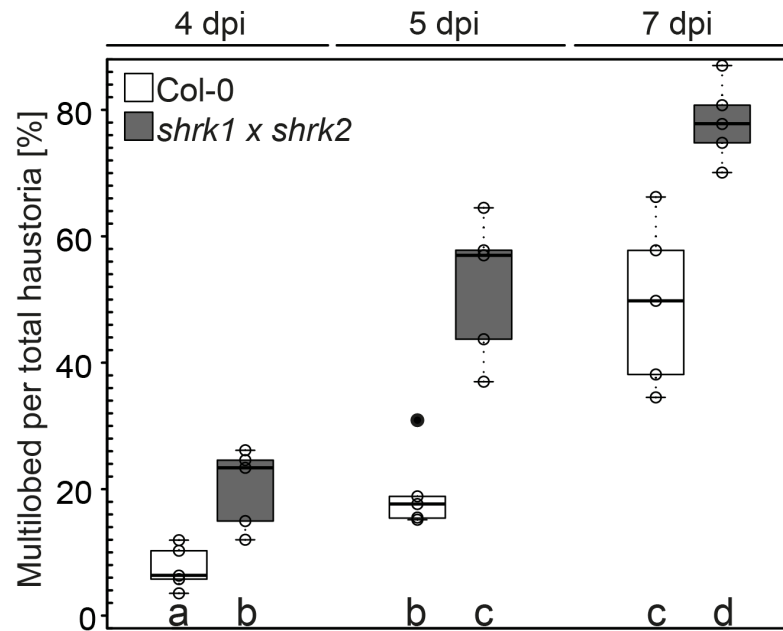 4 dpi 5 dpi 7 dpi
Col-0
shrk1 x shrk2
Multilobed per total haustoria [%]
80
60
40
20
0
a b b c c d